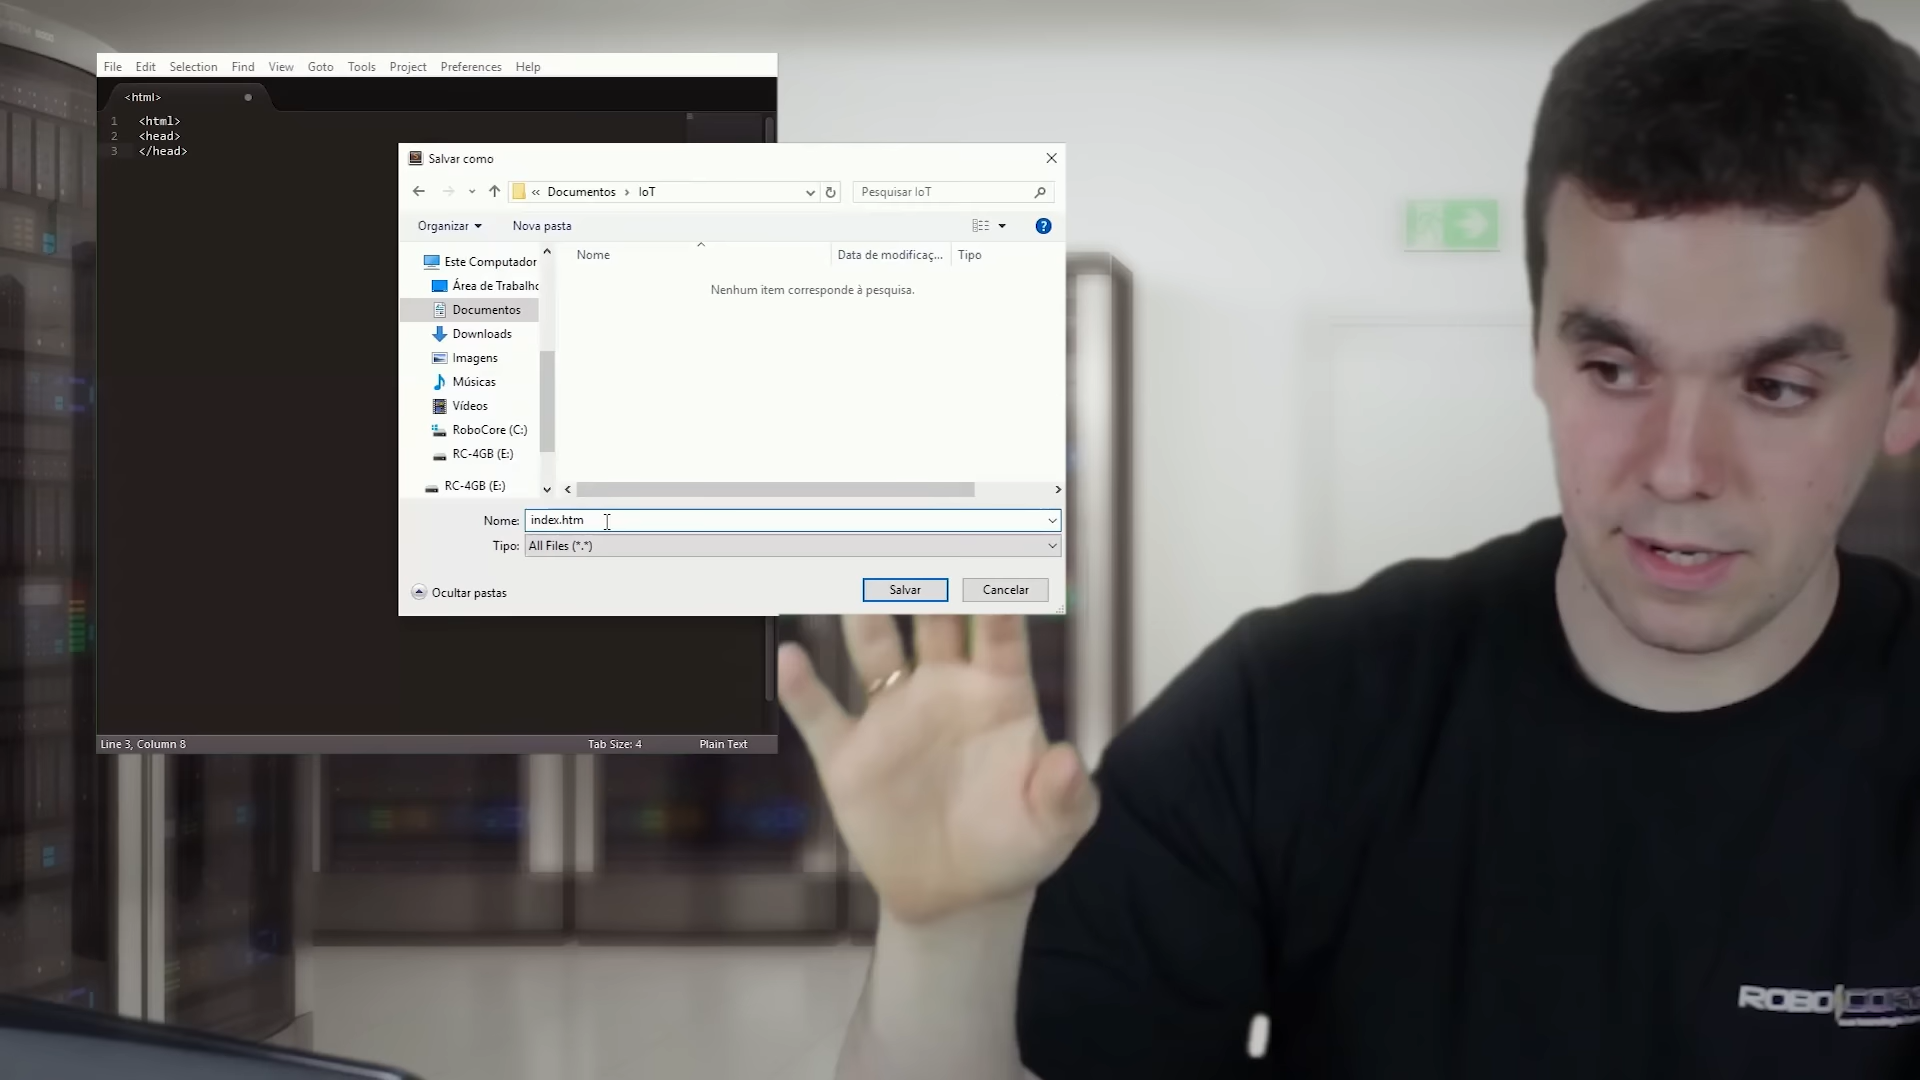 File Edit Selection Find View Goto Tools Project Preferences Help
<html>
1 <html>
2 <head>
3 </head>
Salvar como
« Documentos › IoT
Pesquisar IoT
Organizar Nova pasta
Nome Data de modificaç... Tipo
Nenhum item corresponde à pesquisa.
Este Computador
Área de Trabalho
Documentos
Downloads
Imagens
Músicas
Vídeos
RoboCore (C:)
RC-4GB (E:)
RC-4GB (E:)
Nome: index.htm
Tipo: All Files (*.*)
Ocultar pastas
Salvar Cancelar
Line 3, Column 8 Tab Size: 4 Plain Text